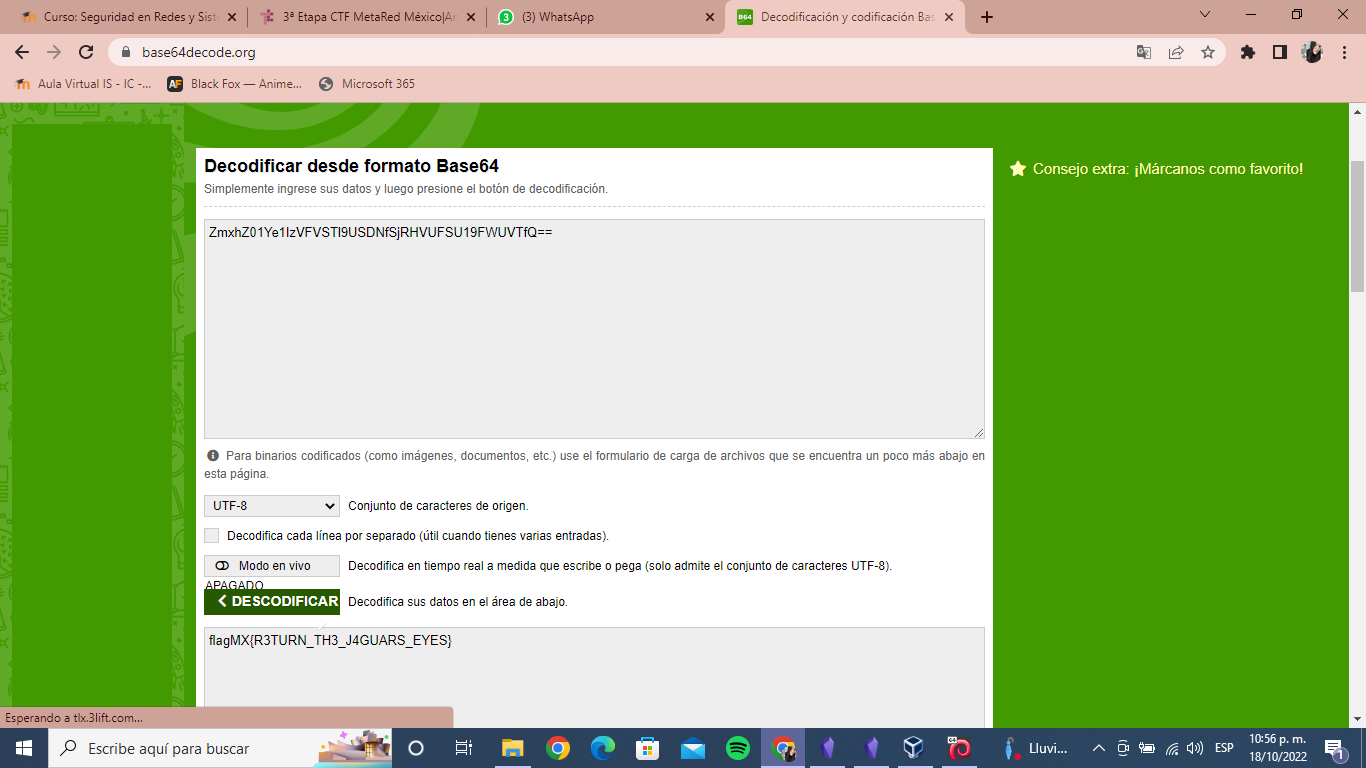 Curso: Seguridad en Redes y Sist
3ª Etapa CTF MetaRed México|An
(3) WhatsApp
Decodificación y codificación Bas
base64decode.org
Aula Virtual IS - IC -...
Black Fox — Anime...
Microsoft 365
Decodificar desde formato Base64
Simplemente ingrese sus datos y luego presione el botón de decodificación.
Consejo extra: ¡Márcanos como favorito!
ZmxhZ01Ye1IzVFVSTl9USDNfSjRHVUFSU19FWUVTfQ==
Para binarios codificados (como imágenes, documentos, etc.) use el formulario de carga de archivos que se encuentra un poco más abajo en
esta página.
UTF-8 Conjunto de caracteres de origen.
Decodifica cada línea por separado (útil cuando tienes varias entradas).
Modo en vivo Decodifica en tiempo real a medida que escribe o pega (solo admite el conjunto de caracteres UTF-8).
APAGADO
DESCODIFICAR Decodifica sus datos en el área de abajo.
flagMX{R3TURN_TH3_J4GUARS_EYES}
Esperando a tlx.3lift.com...
Escribe aquí para buscar
Lluvi...
ESP
10:56 p. m.
18/10/2022
1